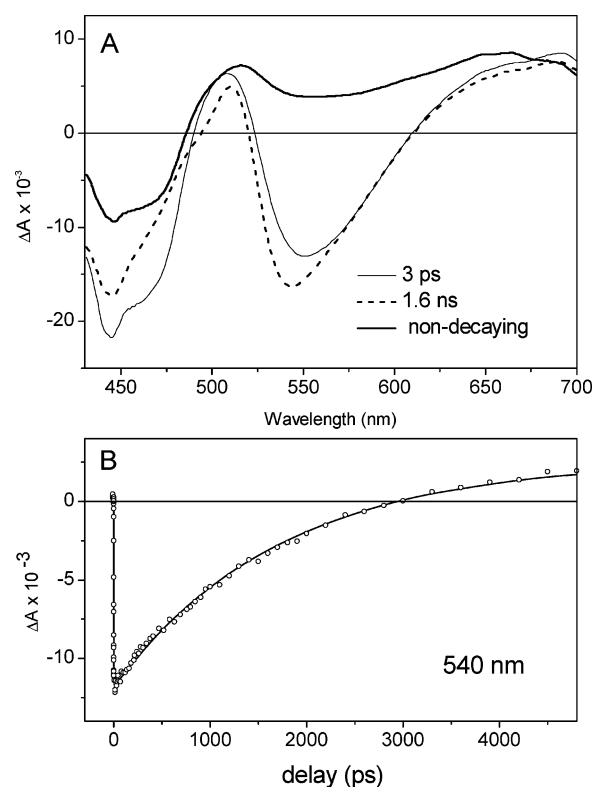 A
10
0
-10
-20
ΔA x 10⁻³
3 ps
1.6 ns
non-decaying
450 500 550 600 650 700
Wavelength (nm)
B
0
-5
-10
ΔA x 10 -3
540 nm
0 1000 2000 3000 4000
delay (ps)